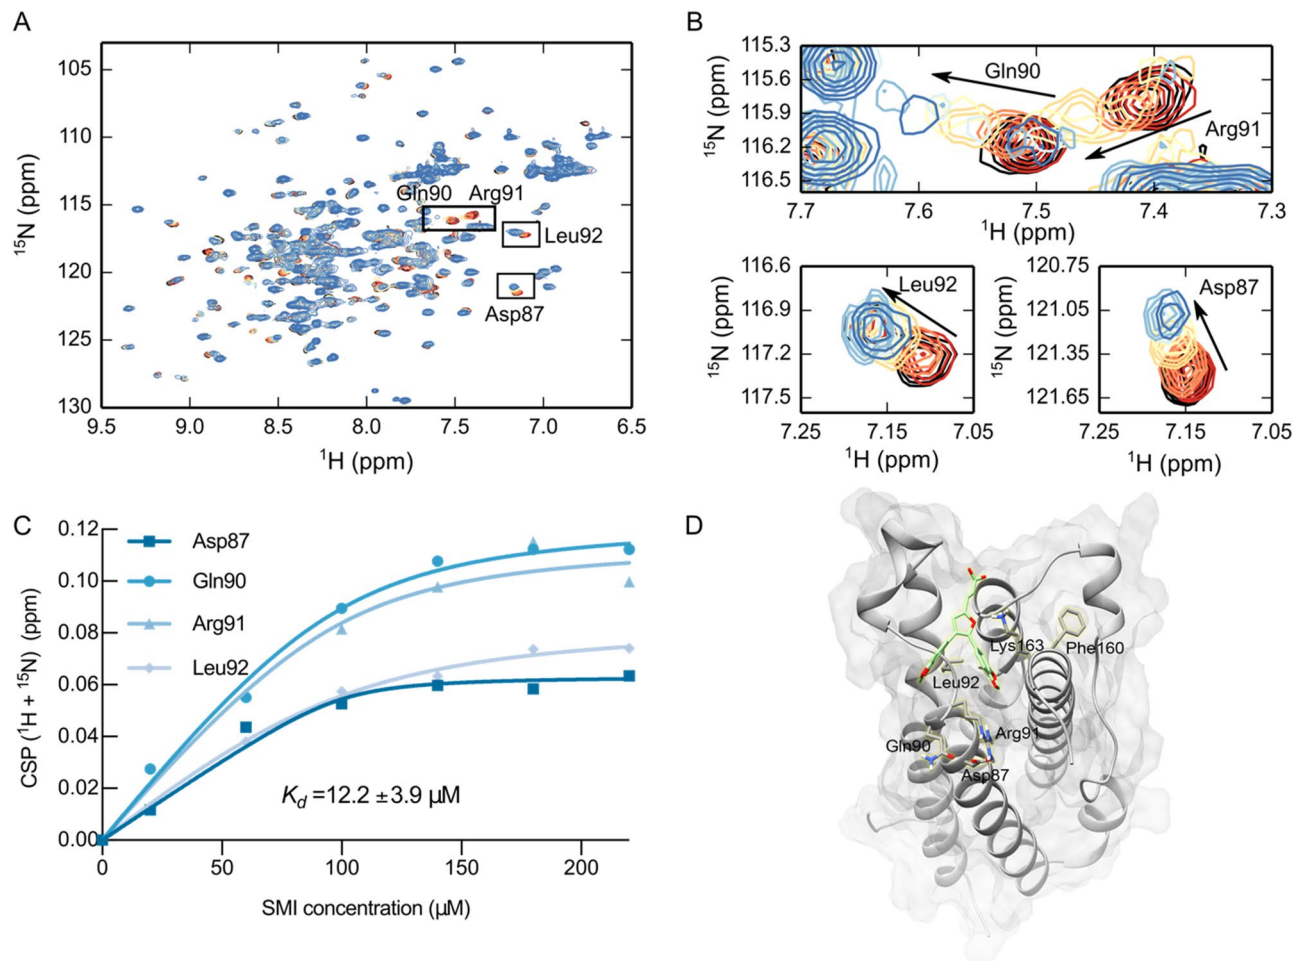 A
105
110
115
120
125
130
9.5 9.0 8.5 8.0 7.5 7.0 6.5
¹⁵N (ppm)
¹H (ppm)
Gln90 Arg91
Leu92
Asp87
B
115.3
115.6
115.9
116.2
116.5
7.7 7.6 7.5 7.4 7.3
¹⁵N (ppm)
¹H (ppm)
Gln90
Arg91
116.6
116.9
117.2
117.5
7.25 7.15 7.05
¹⁵N (ppm)
¹H (ppm)
Leu92
120.75
121.05
121.35
121.65
7.25 7.15 7.05
¹⁵N (ppm)
¹H (ppm)
Asp87
C
0.12
0.10
0.08
0.06
0.04
0.02
0.00
0 50 100 150 200
CSP (¹H + ¹⁵N) (ppm)
SMI concentration (µM)
Asp87
Gln90
Arg91
Leu92
Kd =12.2 ±3.9 µM
D
Lys163 Phe160
Leu92
Arg91
Gln90
Asp87